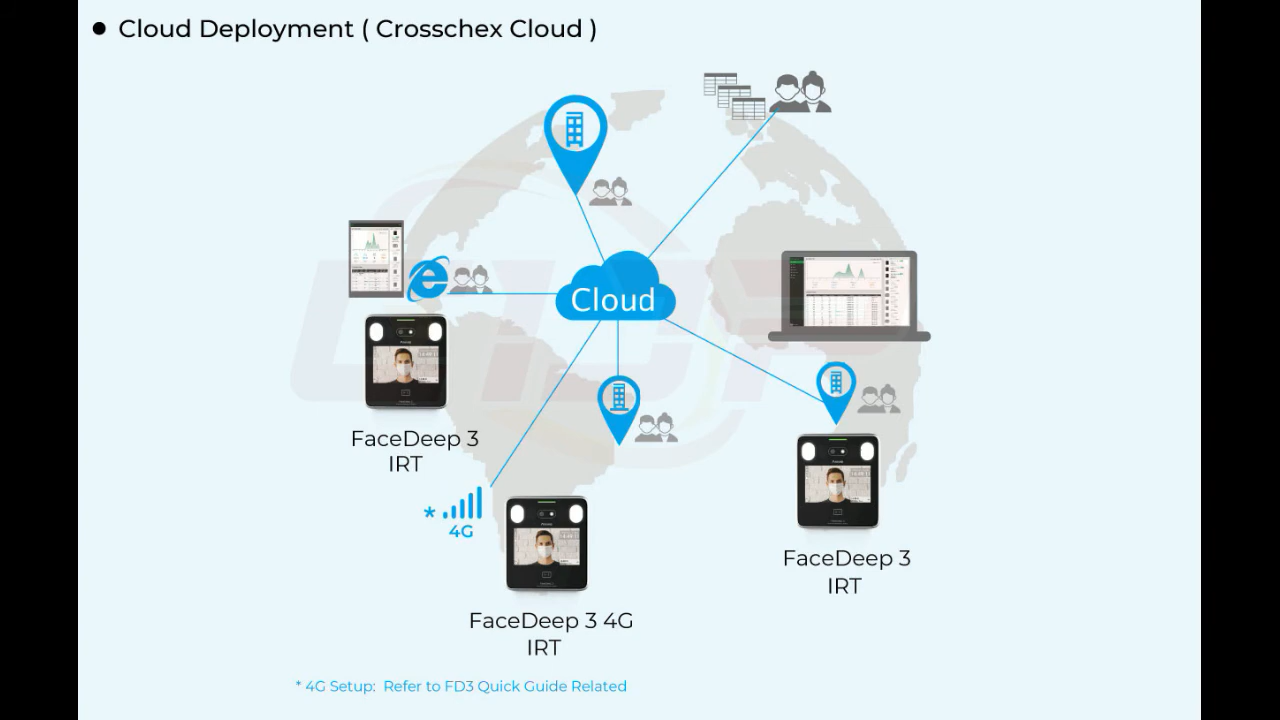 ● Cloud Deployment ( Crosschex Cloud )
Cloud
FaceDeep 3
IRT
* 4G
FaceDeep 3 4G
IRT
FaceDeep 3
IRT
* 4G Setup: Refer to FD3 Quick Guide Related